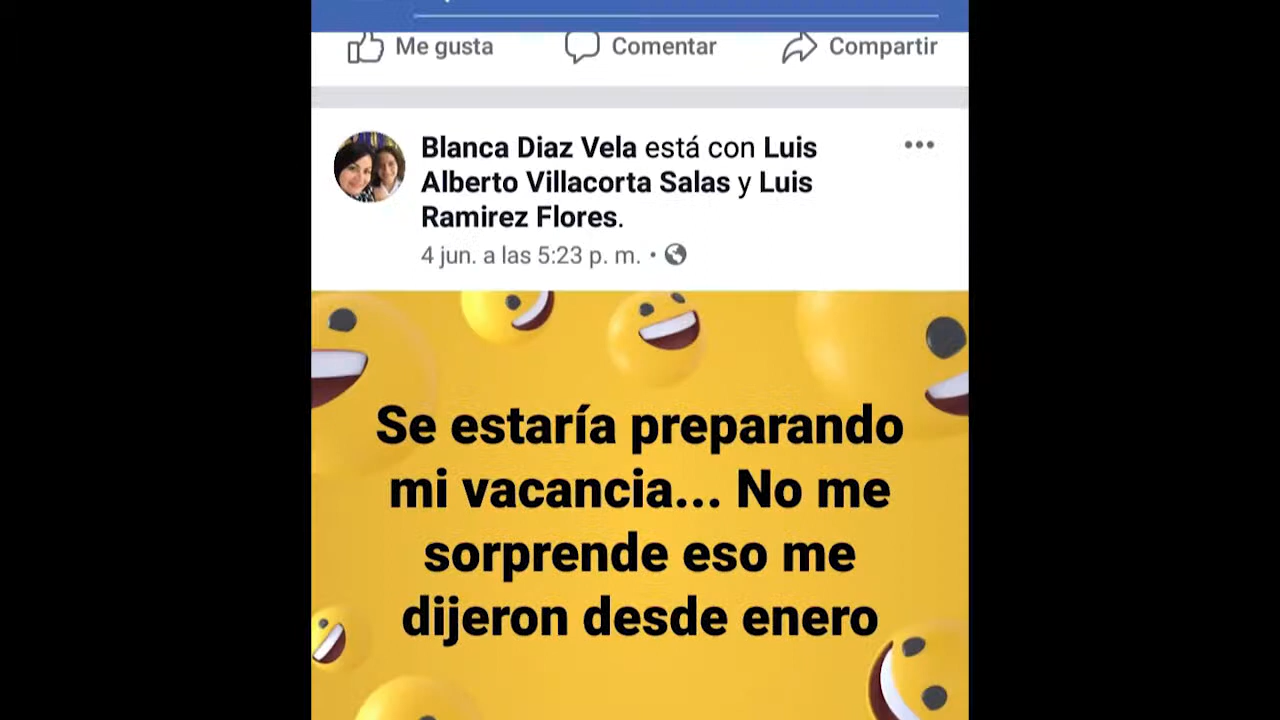 Me gusta
Comentar
Compartir
Blanca Diaz Vela está con Luis
Alberto Villacorta Salas y Luis
Ramirez Flores.
4 jun. a las 5:23 p. m. •
Se estaría preparando
mi vacancia... No me
sorprende eso me
dijeron desde enero